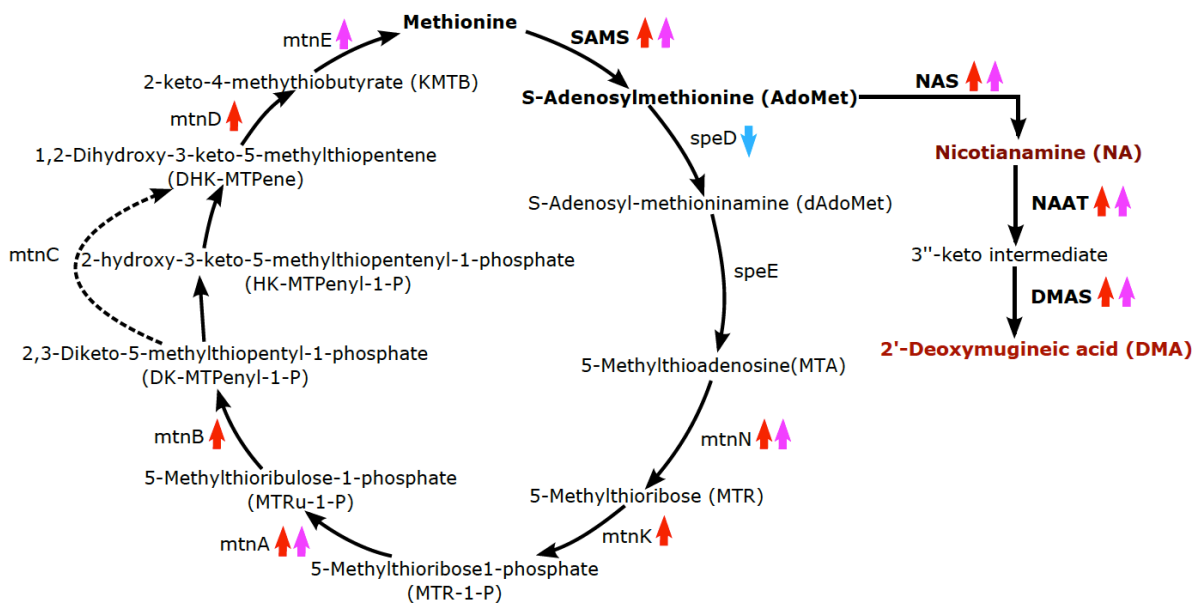 Methionine
mtnE
SAMS
2-keto-4-methythiobutyrate (KMTB)
NAS
S-Adenosylmethionine (AdoMet)
mtnD
speD
1,2-Dihydroxy-3-keto-5-methylthiopentene
(DHK-MTPene)
Nicotianamine (NA)
NAAT
S-Adenosyl-methioninamine (dAdoMet)
mtnC
2-hydroxy-3-keto-5-methylthiopentenyl-1-phosphate
(HK-MTPenyl-1-P)
speE
3''-keto intermediate
DMAS
2,3-Diketo-5-methylthiopentyl-1-phosphate
(DK-MTPenyl-1-P)
5-Methylthioadenosine(MTA)
2'-Deoxymugineic acid (DMA)
mtnB
mtnN
5-Methylthioribulose-1-phosphate
(MTRu-1-P)
5-Methylthioribose (MTR)
mtnA
mtnK
5-Methylthioribose1-phosphate
(MTR-1-P)